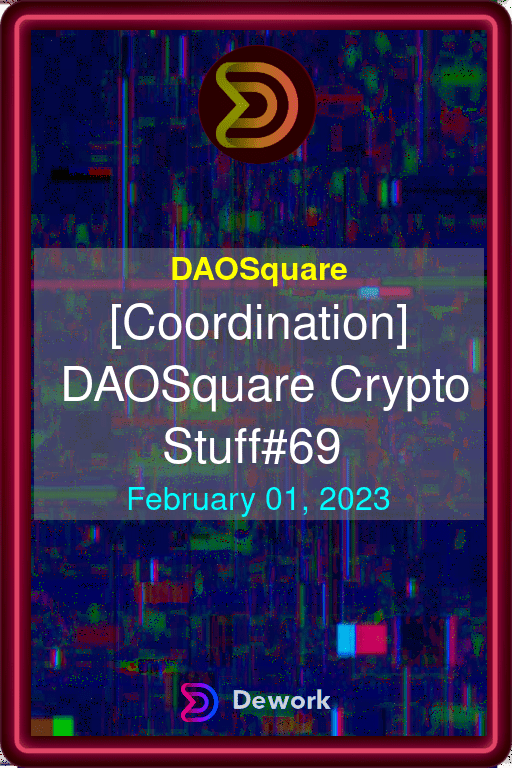 DAOSquare
[Coordination]
DAOSquare Crypto
Stuff#69
February 01, 2023
Dework